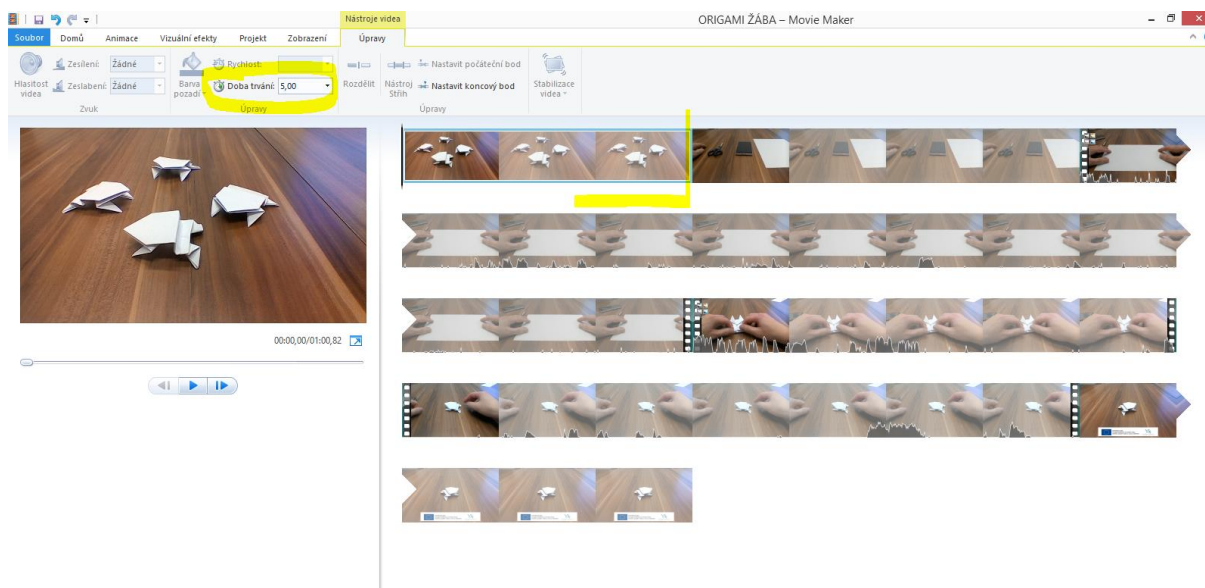 Nástroje videa
ORIGAMI ŽÁBA – Movie Maker
Soubor Domů Animace Vizuální efekty Projekt Zobrazení Úpravy
Hlasitost videa
Zesílení: Žádné
Zeslabení: Žádné
Zvuk
Barva pozadí
Rychlost:
Doba trvání: 5,00
Úpravy
Rozdělit
Nástroj Střih
Nastavit počáteční bod
Nastavit koncový bod
Úpravy
Stabilizace videa
00:00,00/01:00,82